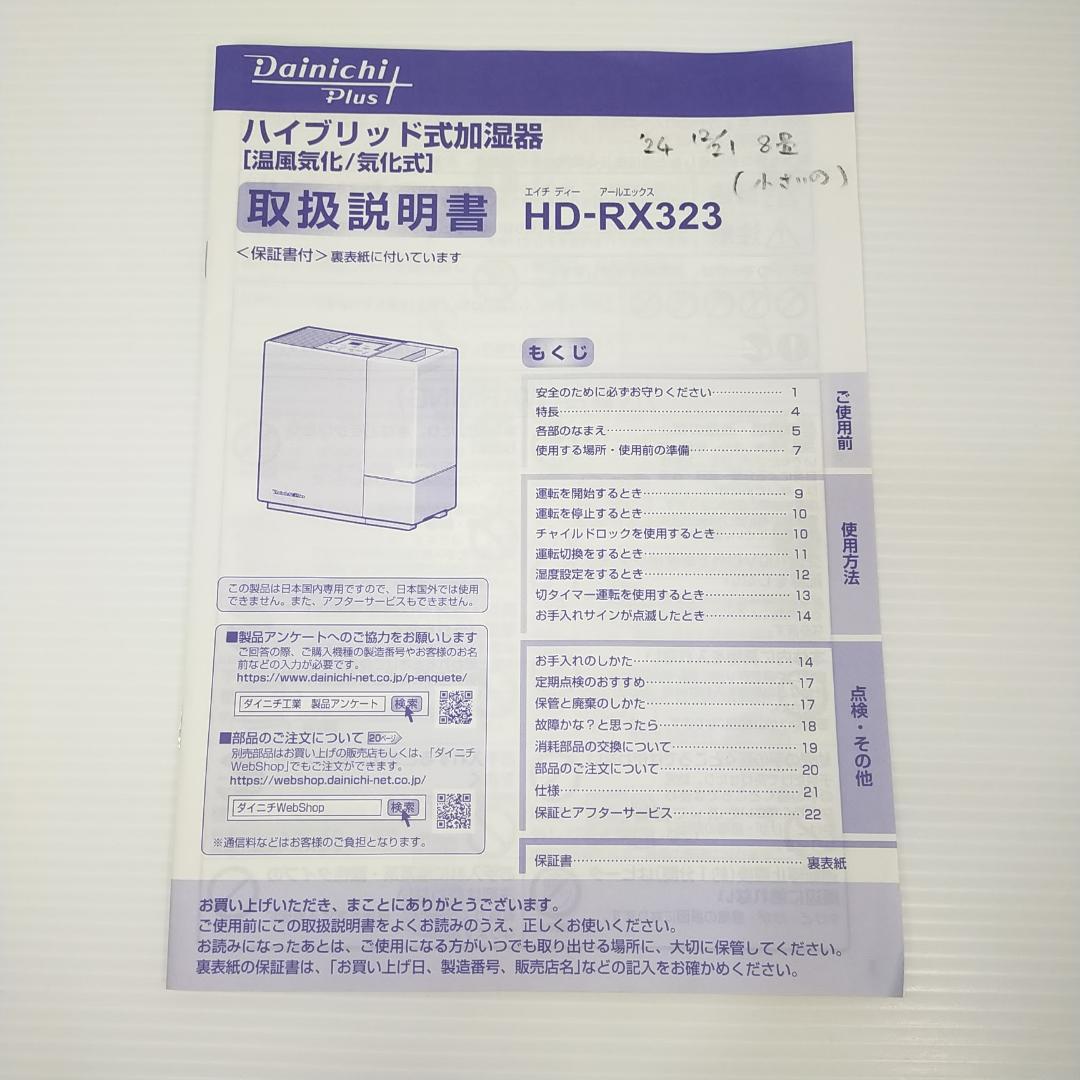 Dainichi
Plus
ハイブリッド式加湿器
[温風気化/気化式]
'24 12/21 8畳
(小さいの)
取扱説明書
エイチ ディー アールエックス
HD-RX323
＜保証書付＞裏表紙に付いています
もくじ
安全のために必ずお守りください 1
特長 4
各部のなまえ 5
使用する場所・使用前の準備 7
ご使用前
運転を開始するとき 9
運転を停止するとき 10
チャイルドロックを使用するとき 10
運転切換をするとき 11
湿度設定をするとき 12
切タイマー運転を使用するとき 13
お手入れサインが点滅したとき 14
使用方法
お手入れのしかた 14
定期点検のおすすめ 17
保管と廃棄のしかた 17
故障かな？と思ったら 18
消耗部品の交換について 19
部品のご注文について 20
仕様 21
保証とアフターサービス 22
点検・その他
保証書 裏表紙
この製品は日本国内専用ですので、日本国外では使用
できません。また、アフターサービスもできません。
■製品アンケートへのご協力をお願いします
ご回答の際、ご購入機種の製造番号やお客様のお名
前などの入力が必要です。
https://www.dainichi-net.co.jp/p-enquete/
ダイニチ工業 製品アンケート 検索
■部品のご注文について 20ページ
別売部品はお買い上げの販売店もしくは、「ダイニチ
WebShop」でもご注文ができます。
https://webshop.dainichi-net.co.jp/
ダイニチWebShop 検索
※通信料などはお客様のご負担となります。
お買い上げいただき、まことにありがとうございます。
ご使用前にこの取扱説明書をよくお読みのうえ、正しくお使いください。
お読みになったあとは、ご使用になる方がいつでも取り出せる場所に、大切に保管してください。
裏表紙の保証書は、「お買い上げ日、製造番号、販売店名」などの記入をお確かめください。